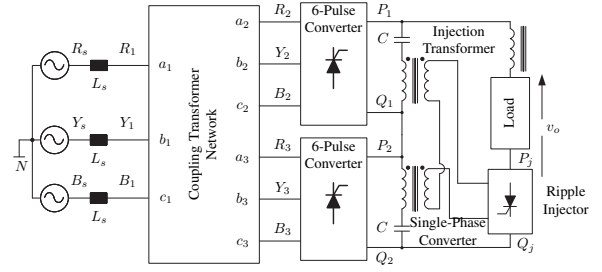 R_s
R_1
L_s
a_1
Y_s
Y_1
L_s
b_1
N
B_s
B_1
L_s
c_1
Coupling Transformer
Network
a_2
R_2
b_2
Y_2
c_2
B_2
a_3
R_3
b_3
Y_3
c_3
B_3
6-Pulse
Converter
6-Pulse
Converter
P_1
C
Q_1
P_2
C
Q_2
Injection
Transformer
Single-Phase
Converter
Load
v_o
P_j
Ripple
Injector
Q_j